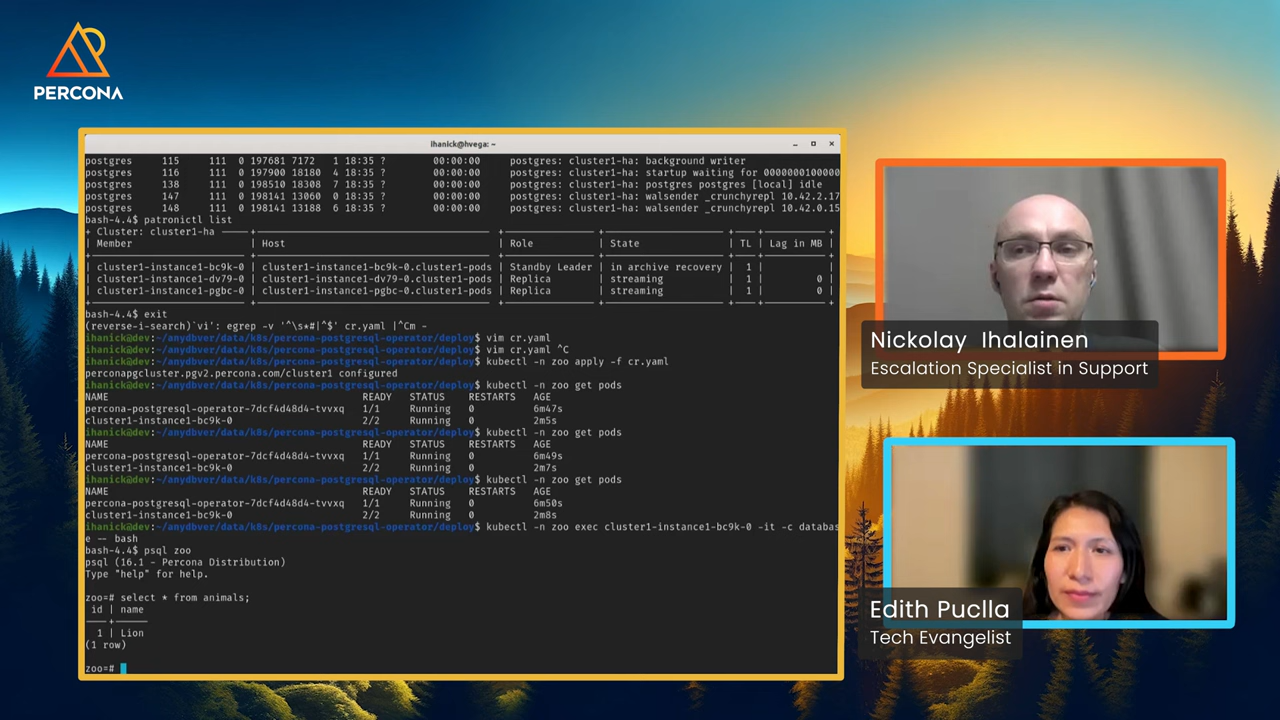 PERCONA
ihanick@hvega: ~
postgres 115 111 0 197681 7172 1 18:35 ? 00:00:00 postgres: cluster1-ha: background writer
postgres 116 111 0 197900 18180 4 18:35 ? 00:00:00 postgres: cluster1-ha: startup waiting for 0000000100000
postgres 138 111 0 198510 18308 7 18:35 ? 00:00:00 postgres: cluster1-ha: postgres postgres [local] idle
postgres 147 111 0 198141 13060 0 18:35 ? 00:00:00 postgres: cluster1-ha: walsender _crunchyrepl 10.42.2.17
postgres 148 111 0 198141 13188 6 18:35 ? 00:00:00 postgres: cluster1-ha: walsender _crunchyrepl 10.42.0.15
bash-4.4$ patronictl list
+ Cluster: cluster1-ha
| Member | Host | Role | State | TL | Lag in MB |
| cluster1-instance1-bc9k-0 | cluster1-instance1-bc9k-0.cluster1-pods | Standby Leader | in archive recovery | 1 | |
| cluster1-instance1-dv79-0 | cluster1-instance1-dv79-0.cluster1-pods | Replica | streaming | 1 | 0 |
| cluster1-instance1-pgbc-0 | cluster1-instance1-pgbc-0.cluster1-pods | Replica | streaming | 1 | 0 |
bash-4.4$ exit
(reverse-i-search)`vi': egrep -v '^\s*#|^$' cr.yaml |^Cm -
ihanick@dev:~/anydbver/data/k8s/percona-postgresql-operator/deploy$ vim cr.yaml
ihanick@dev:~/anydbver/data/k8s/percona-postgresql-operator/deploy$ vim cr.yaml ^C
ihanick@dev:~/anydbver/data/k8s/percona-postgresql-operator/deploy$ kubectl -n zoo apply -f cr.yaml
perconapgcluster.pgv2.percona.com/cluster1 configured
ihanick@dev:~/anydbver/data/k8s/percona-postgresql-operator/deploy$ kubectl -n zoo get pods
NAME READY STATUS RESTARTS AGE
percona-postgresql-operator-7dcf4d48d4-tvvxq 1/1 Running 0 6m47s
cluster1-instance1-bc9k-0 2/2 Running 0 2m5s
ihanick@dev:~/anydbver/data/k8s/percona-postgresql-operator/deploy$ kubectl -n zoo get pods
NAME READY STATUS RESTARTS AGE
percona-postgresql-operator-7dcf4d48d4-tvvxq 1/1 Running 0 6m49s
cluster1-instance1-bc9k-0 2/2 Running 0 2m7s
ihanick@dev:~/anydbver/data/k8s/percona-postgresql-operator/deploy$ kubectl -n zoo get pods
NAME READY STATUS RESTARTS AGE
percona-postgresql-operator-7dcf4d48d4-tvvxq 1/1 Running 0 6m50s
cluster1-instance1-bc9k-0 2/2 Running 0 2m8s
ihanick@dev:~/anydbver/data/k8s/percona-postgresql-operator/deploy$ kubectl -n zoo exec cluster1-instance1-bc9k-0 -it -c databas
e -- bash
bash-4.4$ psql zoo
psql (16.1 - Percona Distribution)
Type "help" for help.
zoo=# select * from animals;
id | name
1 | Lion
(1 row)
zoo=#
Nickolay Ihalainen
Escalation Specialist in Support
Edith Puclla
Tech Evangelist